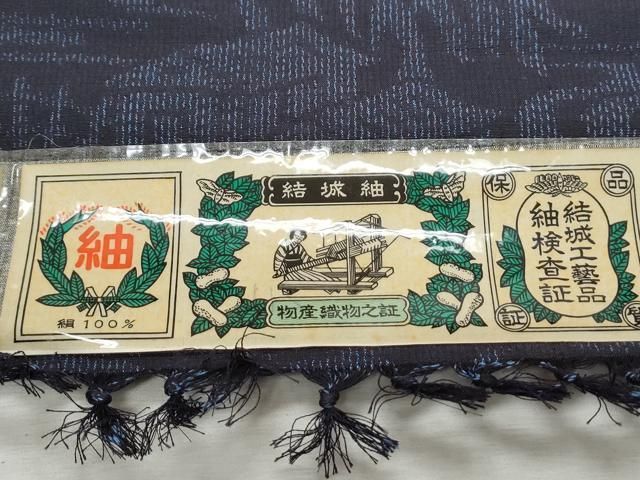 紬
絹100%
結城紬
物産織物之証
品
質
保
証
結城工藝品
紬検査証